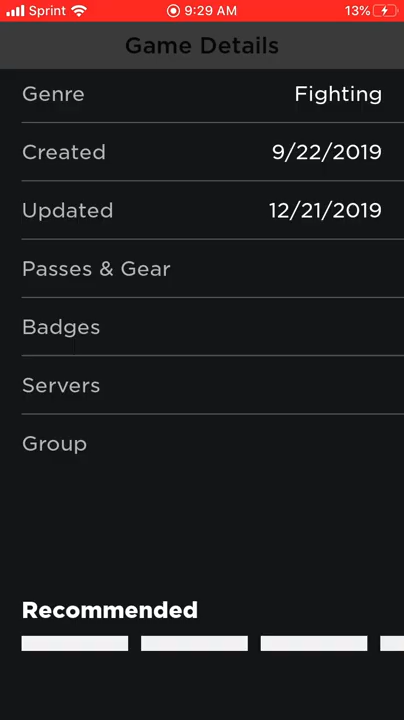 Sprint 9:29 AM 13%
Game Details
Genre Fighting
Created 9/22/2019
Updated 12/21/2019
Passes & Gear
Badges
Servers
Group
Recommended